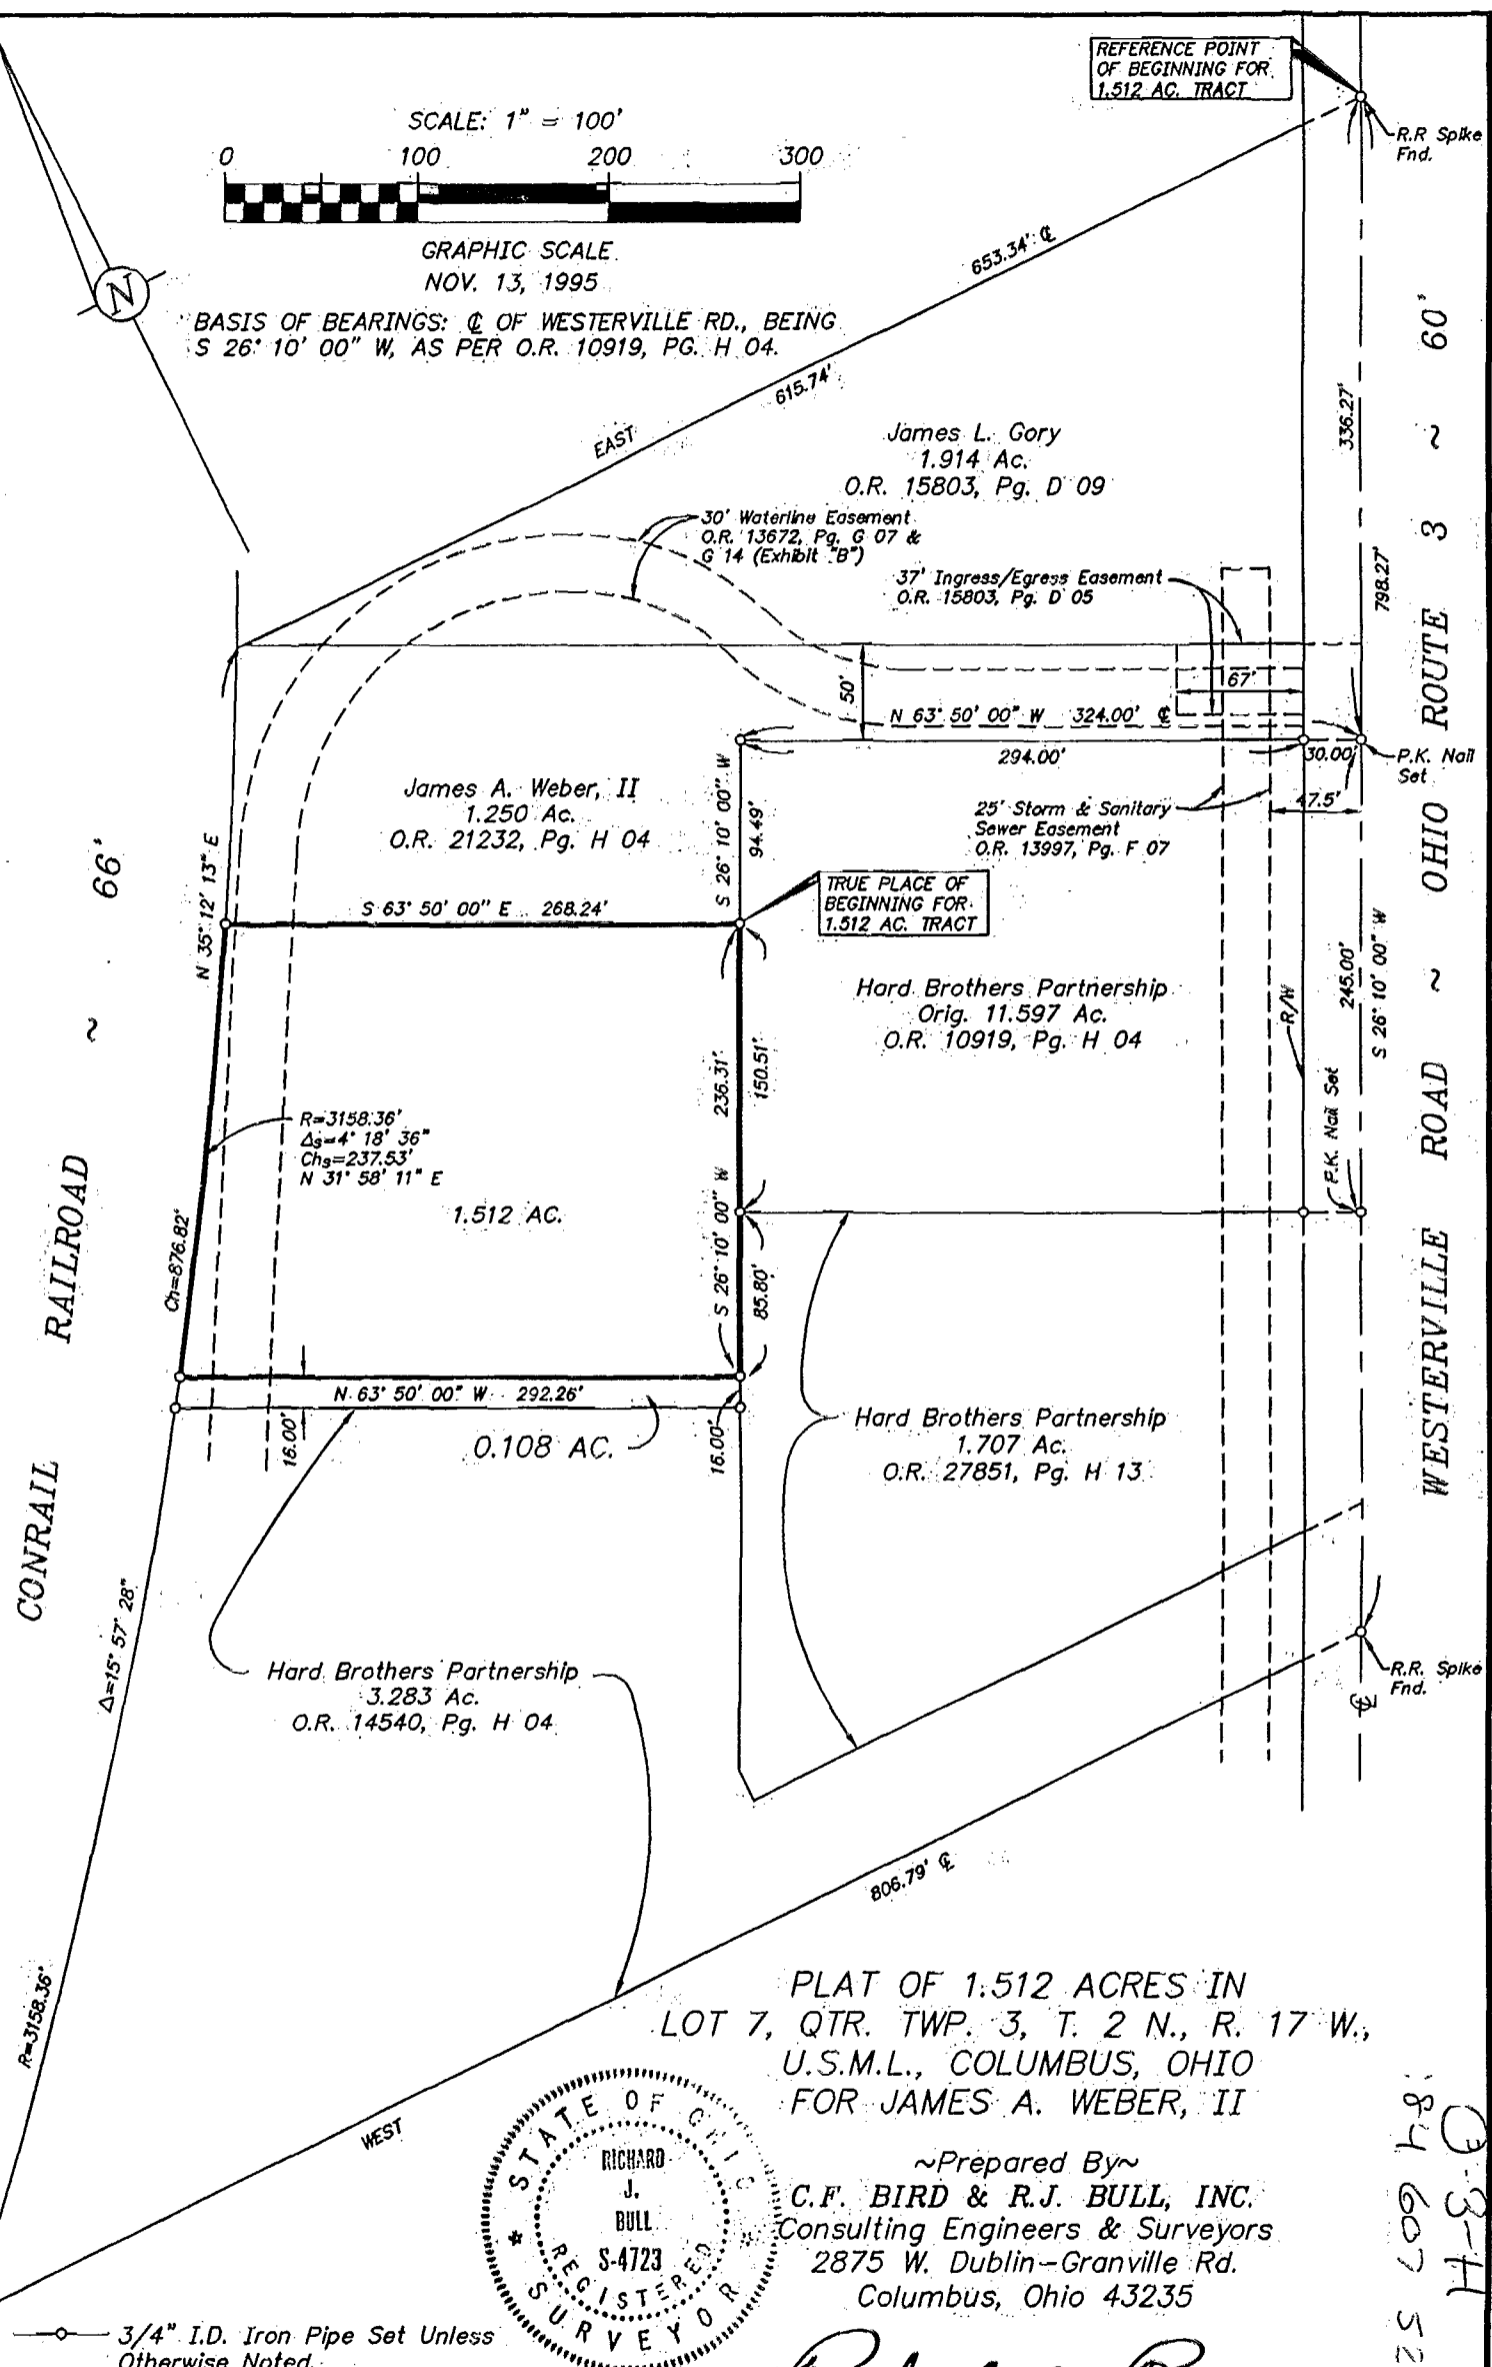 REFERENCE POINT
OF BEGINNING FOR
1.512 AC. TRACT
R.R Spike
Fnd.
SCALE: 1" = 100'
0 100 200 300
GRAPHIC SCALE
NOV. 13, 1995
BASIS OF BEARINGS: ℄ OF WESTERVILLE RD., BEING
S 26° 10' 00" W, AS PER O.R. 10919, PG. H 04.
N
653.34' ℄
615.74'
EAST
James L. Gory
1.914 Ac.
O.R. 15803, Pg. D 09
30' Waterline Easement
O.R. 13672, Pg. G 07 &
G 14 (Exhibit "B")
37' Ingress/Egress Easement
O.R. 15803, Pg. D 05
336.27'
798.27'
60'
~
OHIO ROUTE 3
~
WESTERVILLE ROAD
50'
67'
N 63° 50' 00" W 324.00' ℄
294.00'
30.00'
P.K. Nail
Set
47.5'
25' Storm & Sanitary
Sewer Easement
O.R. 13997, Pg. F 07
James A. Weber, II
1.250 Ac.
O.R. 21232, Pg. H 04
S 26° 10' 00" W
94.49'
TRUE PLACE OF
BEGINNING FOR
1.512 AC. TRACT
66'
~
CONRAIL RAILROAD
N 35° 12' 13" E
S 63° 50' 00" E 268.24'
Hard Brothers Partnership
Orig. 11.597 Ac.
O.R. 10919, Pg. H 04
R/W
245.00'
S 26° 10' 00" W
P.K. Nail Set
236.31'
150.51'
R=3158.36'
Δs=4° 18' 36"
Chs=237.53'
N 31° 58' 11" E
1.512 AC.
S 26° 10' 00" W
85.80'
Ch=876.82'
N 63° 50' 00" W 292.26'
16.00'
0.108 AC.
16.00'
Hard Brothers Partnership
1.707 Ac.
O.R. 27851, Pg. H 13
Δ=15° 57' 28"
Hard Brothers Partnership
3.283 Ac.
O.R. 14540, Pg. H 04
R.R. Spike
Fnd.
℄
806.79' ℄
R=3158.36'
WEST
PLAT OF 1.512 ACRES IN
LOT 7, QTR. TWP. 3, T. 2 N., R. 17 W.,
U.S.M.L., COLUMBUS, OHIO
FOR JAMES A. WEBER, II
~Prepared By~
C.F. BIRD & R.J. BULL, INC.
Consulting Engineers & Surveyors
2875 W. Dublin-Granville Rd.
Columbus, Ohio 43235
STATE OF OHIO
RICHARD
J.
BULL
S-4723
REGISTERED
SURVEYOR
3/4" I.D. Iron Pipe Set Unless
Otherwise Noted.